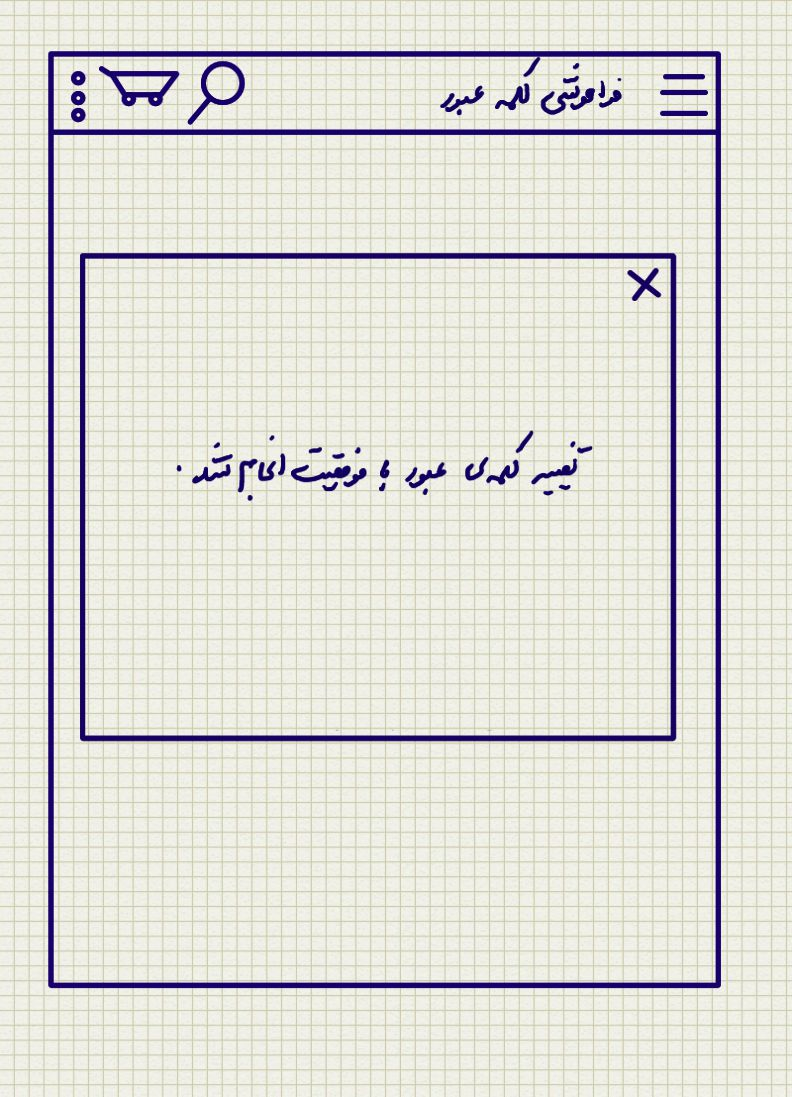 فراموشی کلمه عبور
تغییر کلمه‌ی عبور با موفقیت انجام شد.